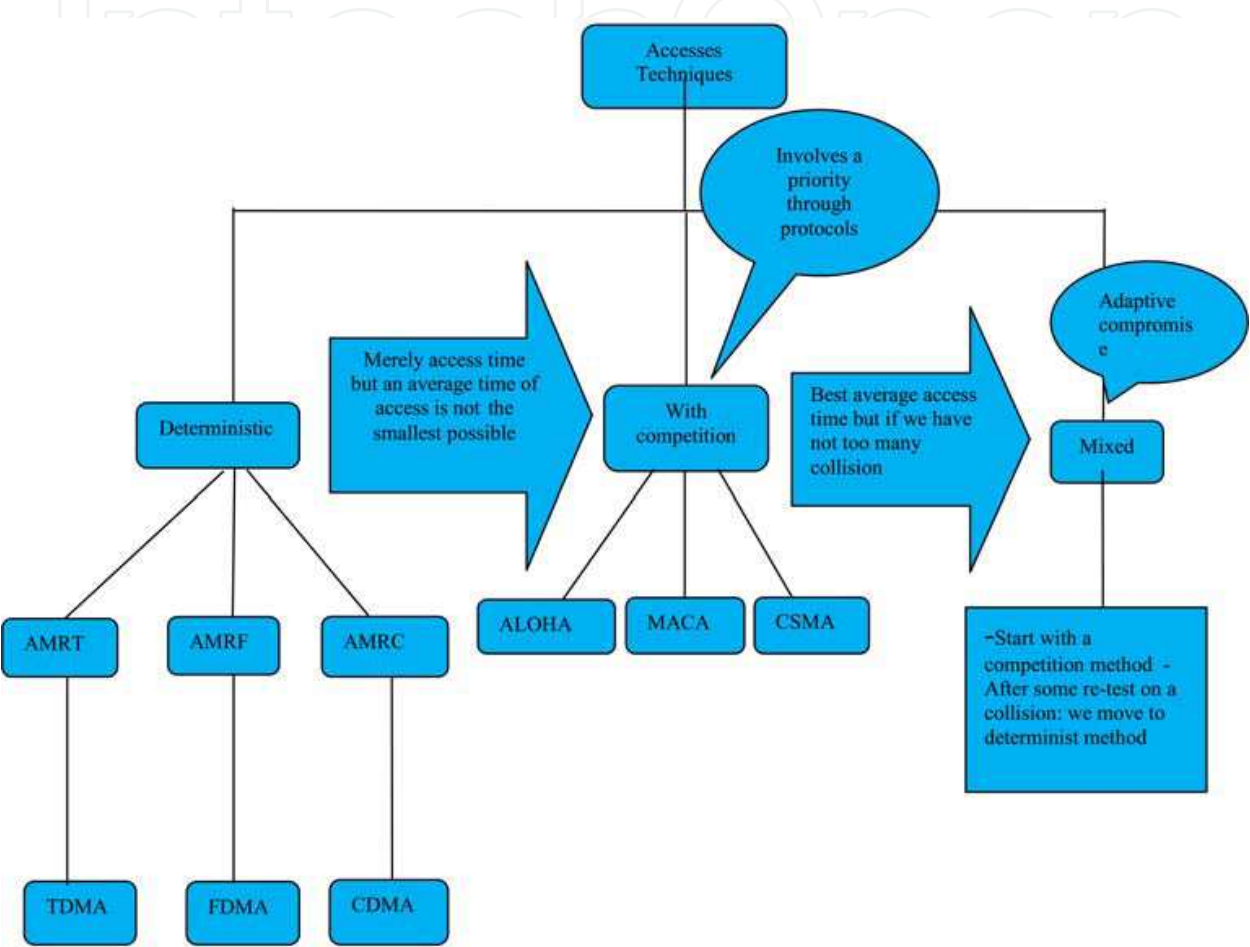 IntechOpen
Accesses
Techniques
Involves a
priority
through
protocols
Adaptive
compromis
e
Merely access time
but an average time of
access is not the
smallest possible
Best average access
time but if we have
not too many
collision
Deterministic
With
competition
Mixed
AMRT
AMRF
AMRC
ALOHA
MACA
CSMA
-Start with a
competition method -
After some re-test on a
collision: we move to
determinist method
TDMA
FDMA
CDMA